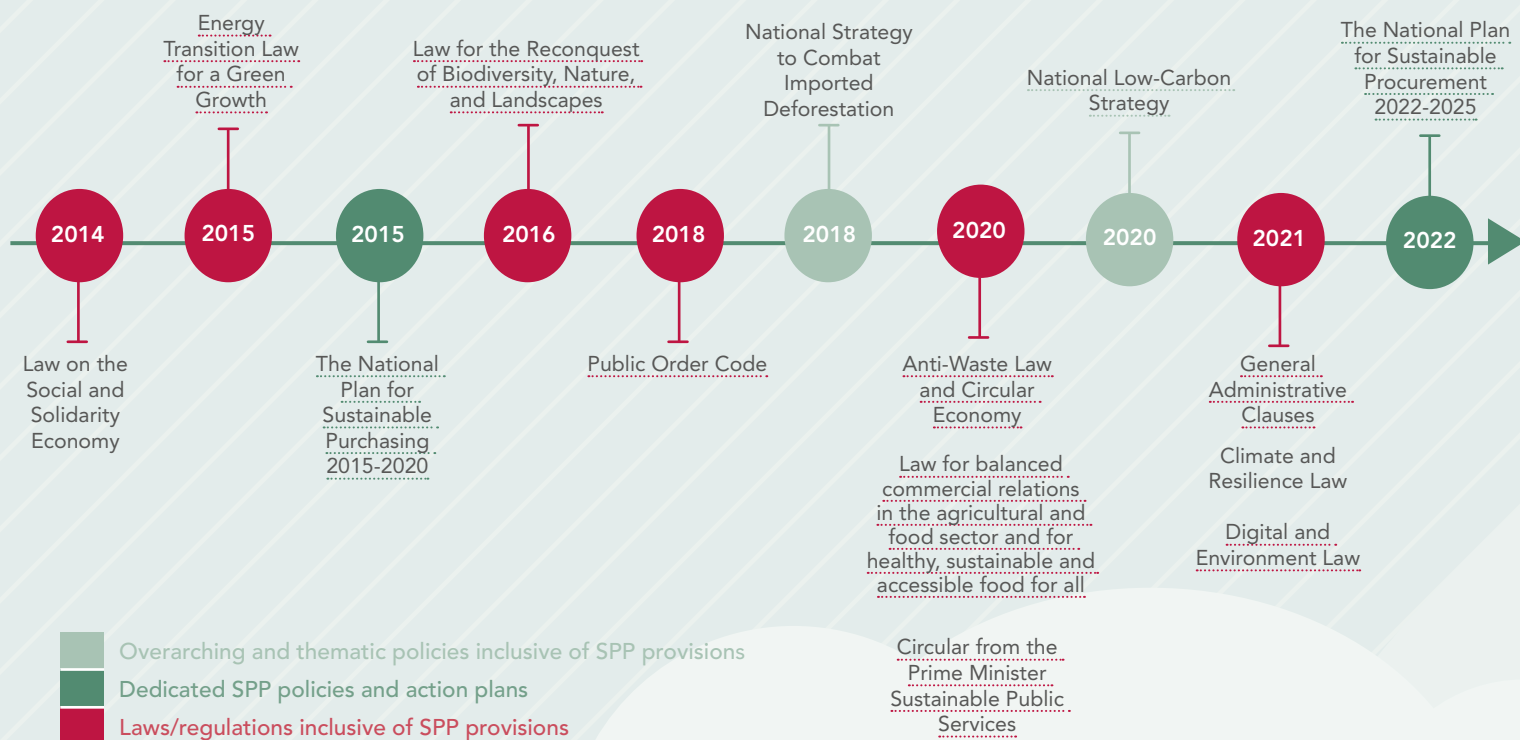 Energy
Transition Law
for a Green
Growth
Law for the Reconquest
of Biodiversity, Nature,
and Landscapes
National Strategy
to Combat
Imported
Deforestation
National Low-Carbon
Strategy
The National Plan
for Sustainable
Procurement
2022-2025
2014
2015
2015
2016
2018
2018
2020
2020
2021
2022
Law on the
Social and
Solidarity
Economy
The National
Plan for
Sustainable
Purchasing
2015-2020
Public Order Code
Anti-Waste Law
and Circular
Economy
Law for balanced
commercial relations
in the agricultural and
food sector and for
healthy, sustainable and
accessible food for all
Circular from the
Prime Minister
Sustainable Public
Services
General
Administrative
Clauses
Climate and
Resilience Law
Digital and
Environment Law
Overarching and thematic policies inclusive of SPP provisions
Dedicated SPP policies and action plans
Laws/regulations inclusive of SPP provisions